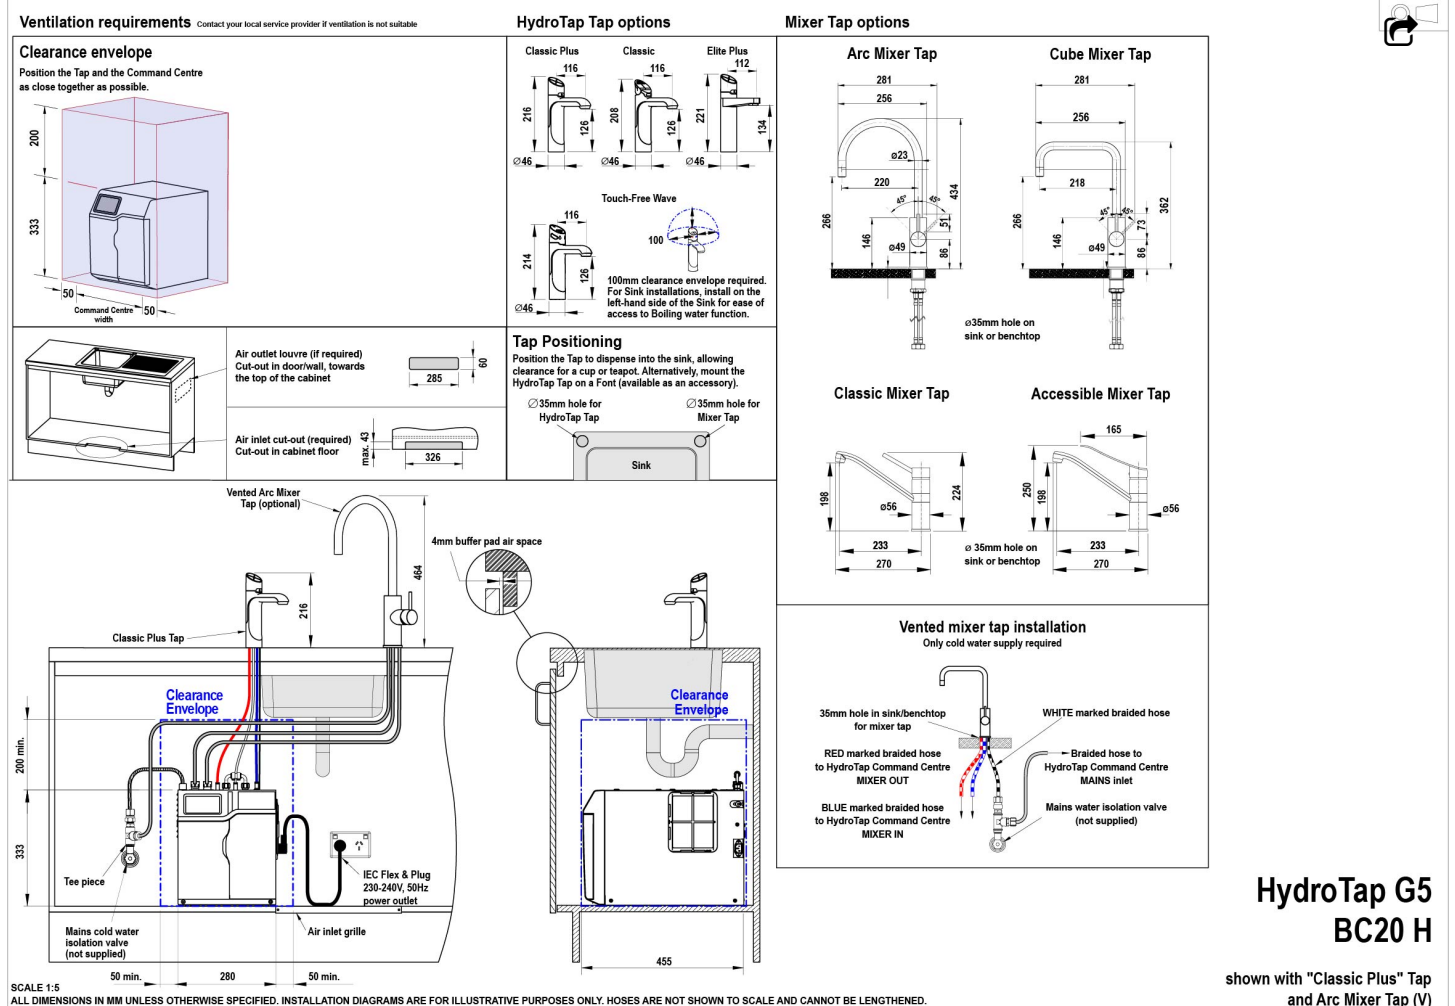 Ventilation requirements Contact your local service provider if ventilation is not suitable
Clearance envelope
Position the Tap and the Command Centre
as close together as possible.
200
333
50
Command Centre
width
50
Air outlet louvre (if required)
Cut-out in door/wall, towards
the top of the cabinet
285
60
Air inlet cut-out (required)
Cut-out in cabinet floor
max. 43
326
HydroTap Tap options
Classic Plus
116
216
126
∅46
Classic
116
208
126
∅46
Elite Plus
112
221
134
∅46
Touch-Free Wave
116
214
126
∅46
100
100mm clearance envelope required.
For Sink installations, install on the
left-hand side of the Sink for ease of
access to Boiling water function.
Tap Positioning
Position the Tap to dispense into the sink, allowing
clearance for a cup or teapot. Alternatively, mount the
HydroTap Tap on a Font (available as an accessory).
∅35mm hole for
HydroTap Tap
∅35mm hole for
Mixer Tap
Sink
Mixer Tap options
Arc Mixer Tap
281
256
ø23
220
45°
45°
51
434
266
146
ø49
86
Cube Mixer Tap
281
256
218
45°
45°
73
362
266
146
ø49
86
ø35mm hole on
sink or benchtop
Classic Mixer Tap
198
ø56
224
233
270
Accessible Mixer Tap
165
250
198
ø56
233
270
ø 35mm hole on
sink or benchtop
Vented mixer tap installation
Only cold water supply required
35mm hole in sink/benchtop
for mixer tap
WHITE marked braided hose
RED marked braided hose
to HydroTap Command Centre
MIXER OUT
Braided hose to
HydroTap Command Centre
MAINS inlet
BLUE marked braided hose
to HydroTap Command Centre
MIXER IN
Mains water isolation valve
(not supplied)
Vented Arc Mixer
Tap (optional)
4mm buffer pad air space
464
216
Classic Plus Tap
Clearance
Envelope
200 min.
333
Tee piece
Mains cold water
isolation valve
(not supplied)
IEC Flex & Plug
230-240V, 50Hz
power outlet
Air inlet grille
50 min.
280
50 min.
Clearance
Envelope
455
HydroTap G5
BC20 H
shown with "Classic Plus" Tap
and Arc Mixer Tap (V)
SCALE 1:5
ALL DIMENSIONS IN MM UNLESS OTHERWISE SPECIFIED. INSTALLATION DIAGRAMS ARE FOR ILLUSTRATIVE PURPOSES ONLY. HOSES ARE NOT SHOWN TO SCALE AND CANNOT BE LENGTHENED.